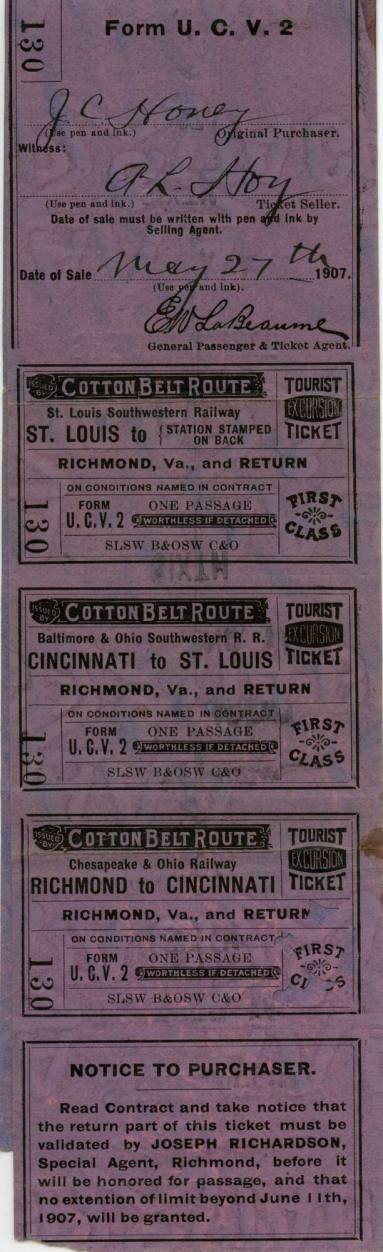 130
Form U. C. V. 2
J. C. Honey
(Use pen and ink.) Original Purchaser.
Witness:
A. L. Hoy
(Use pen and ink.) Ticket Seller.
Date of sale must be written with pen and ink by
Selling Agent.
Date of Sale May 27th 1907.
(Use pen and ink).
EW LaBeaume
General Passenger & Ticket Agent.
ISSUED BY COTTON BELT ROUTE TOURIST
St. Louis Southwestern Railway EXCURSION
ST. LOUIS to { STATION STAMPED TICKET
ON BACK
RICHMOND, Va., and RETURN
ON CONDITIONS NAMED IN CONTRACT
130
FORM ONE PASSAGE FIRST
U. C. V. 2 WORTHLESS IF DETACHED CLASS
SLSW B&OSW C&O
ISSUED BY COTTON BELT ROUTE TOURIST
Baltimore & Ohio Southwestern R. R. EXCURSION
CINCINNATI to ST. LOUIS TICKET
RICHMOND, Va., and RETURN
ON CONDITIONS NAMED IN CONTRACT
130
FORM ONE PASSAGE FIRST
U. C. V. 2 WORTHLESS IF DETACHED CLASS
SLSW B&OSW C&O
ISSUED BY COTTON BELT ROUTE TOURIST
Chesapeake & Ohio Railway EXCURSION
RICHMOND to CINCINNATI TICKET
RICHMOND, Va., and RETURN
ON CONDITIONS NAMED IN CONTRACT
130
FORM ONE PASSAGE FIRST
U. C. V. 2 WORTHLESS IF DETACHED
SLSW B&OSW C&O
NOTICE TO PURCHASER.
Read Contract and take notice that
the return part of this ticket must be
validated by JOSEPH RICHARDSON,
Special Agent, Richmond, before it
will be honored for passage, and that
no extention of limit beyond June 11th,
1907, will be granted.